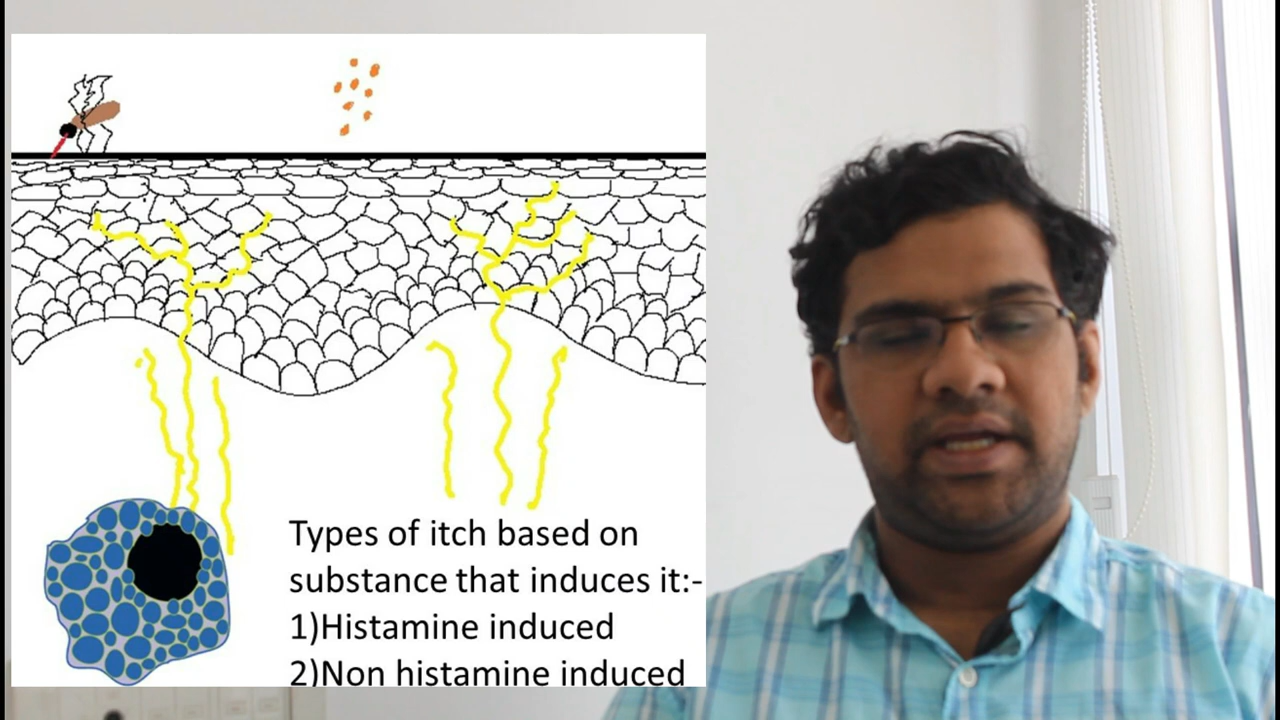 Types of itch based on
substance that induces it:-
1)Histamine induced
2)Non histamine induced